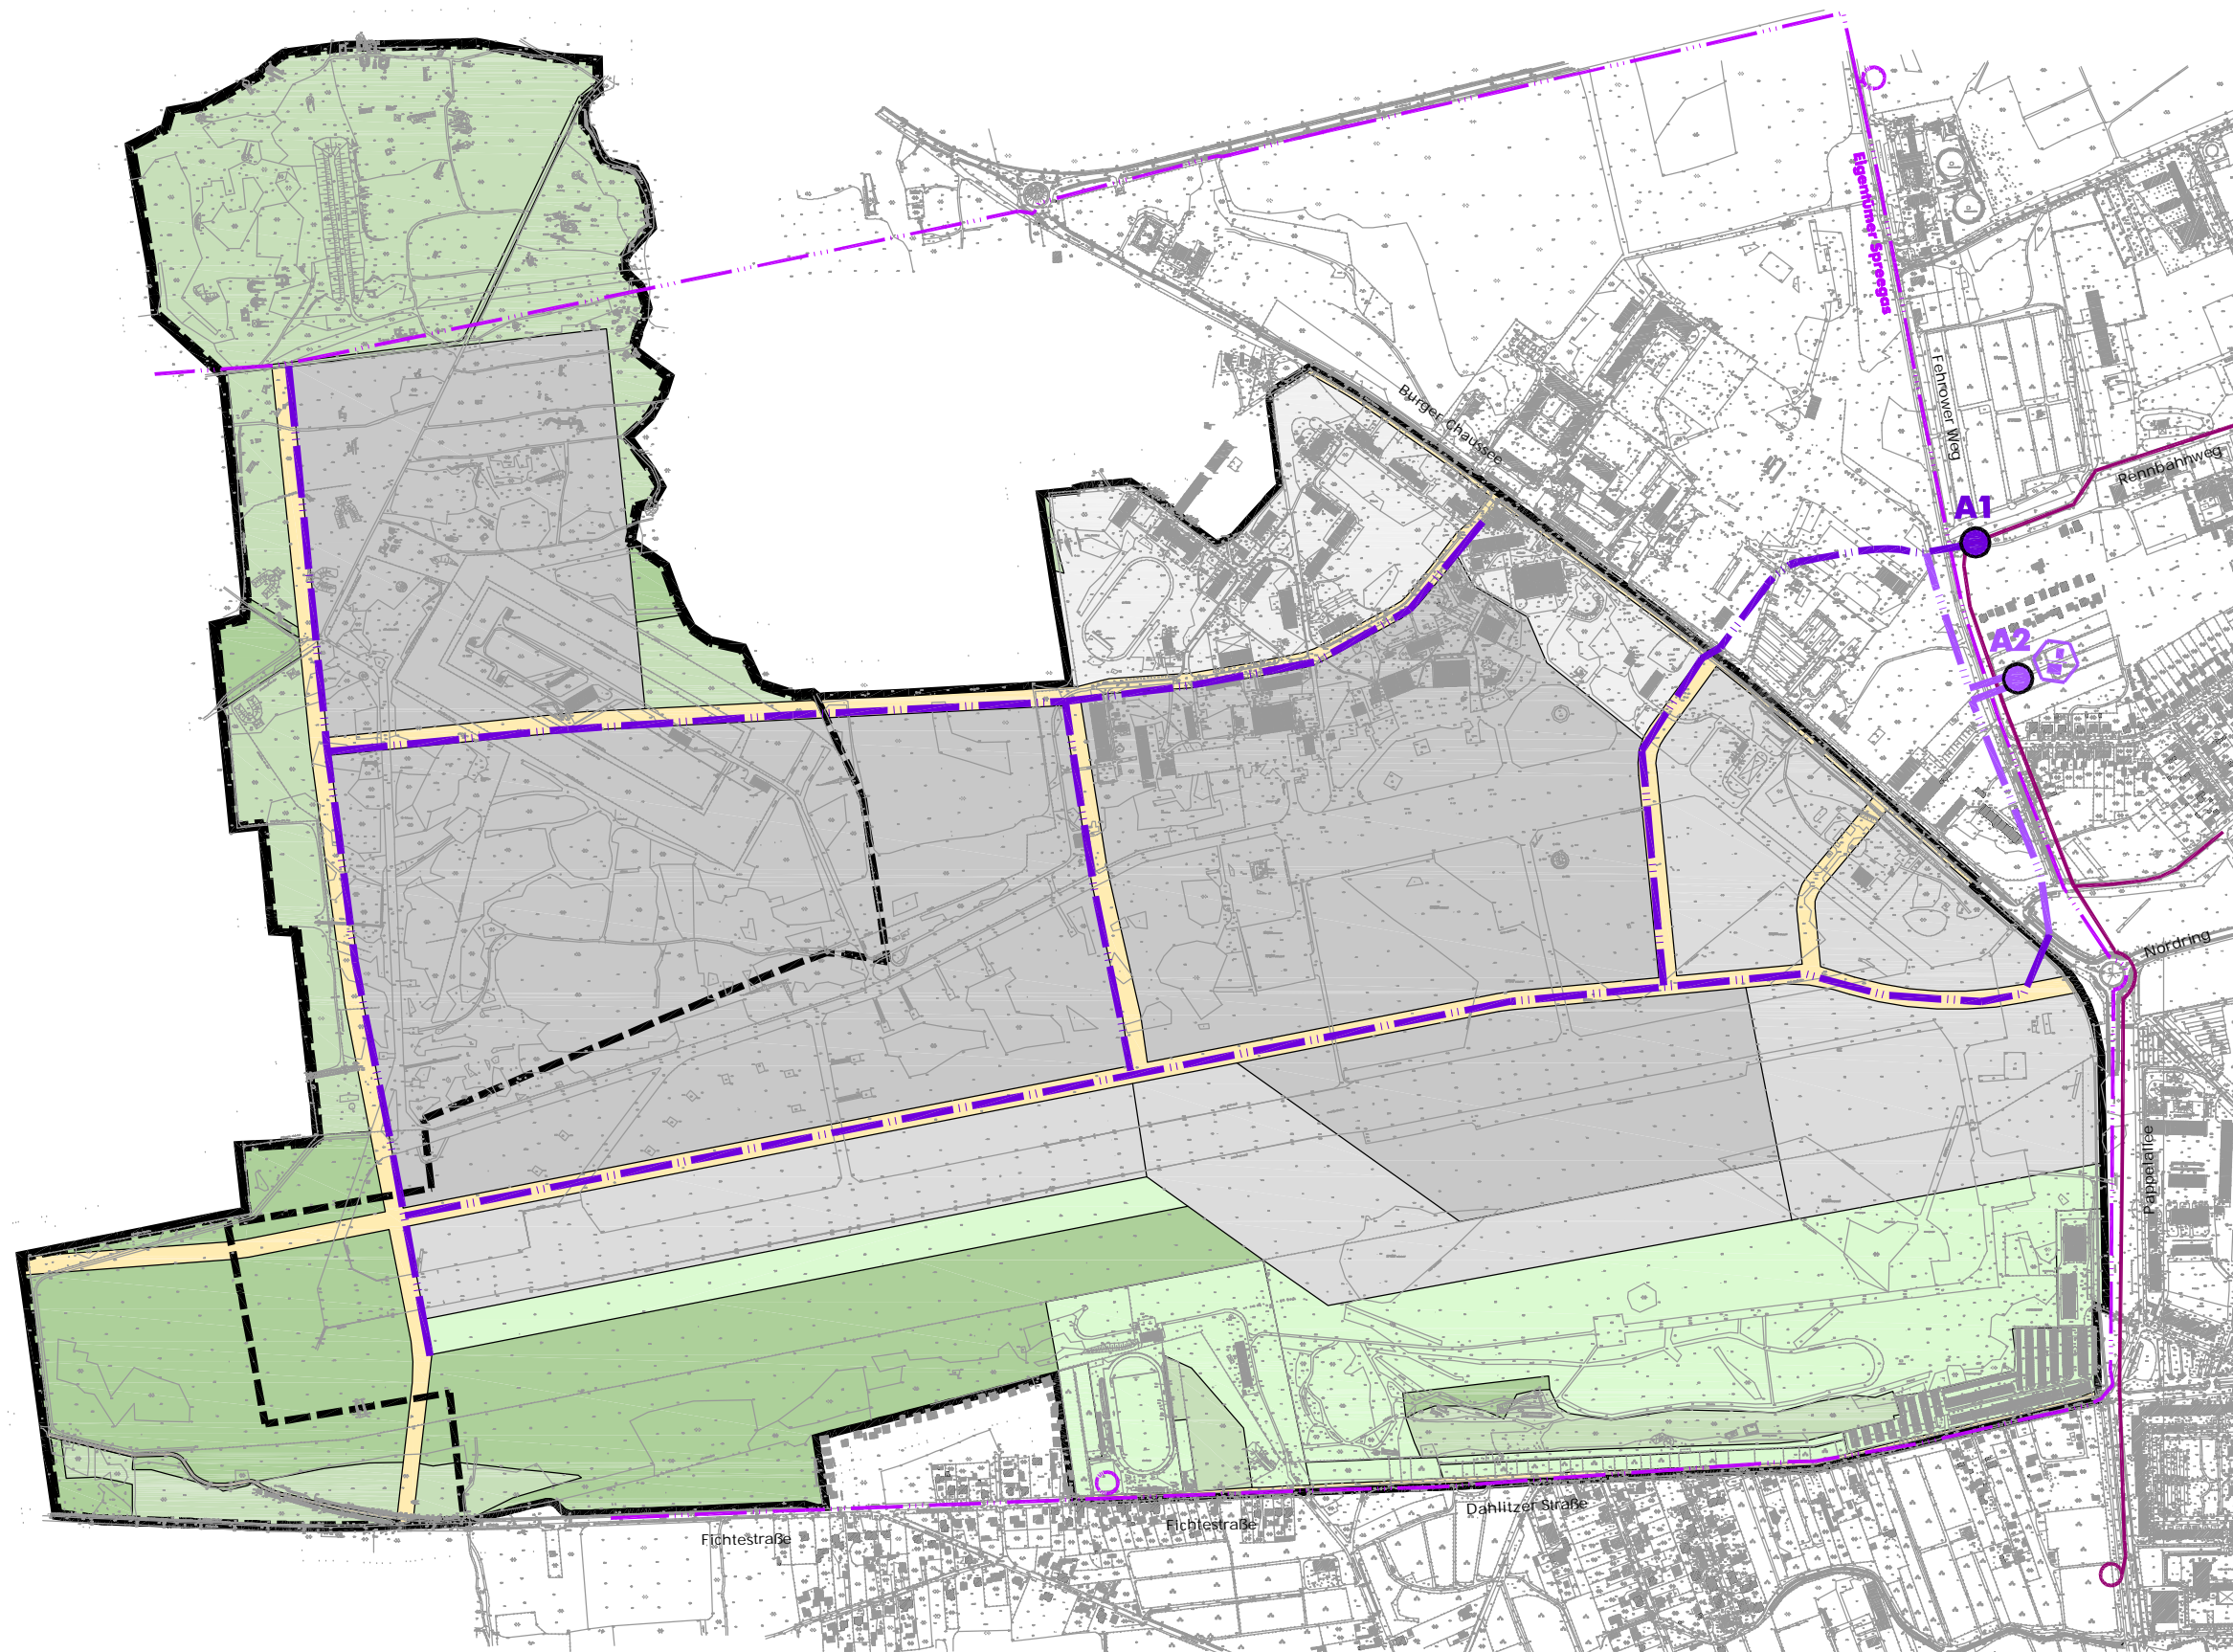 Eigentümer Spreegas
Burger Chaussee
Fehrower Weg
Rennbahnweg
A1
A2
Nordring
Pappelallee
Dahlitzer Straße
Fichtestraße
Fichtestraße